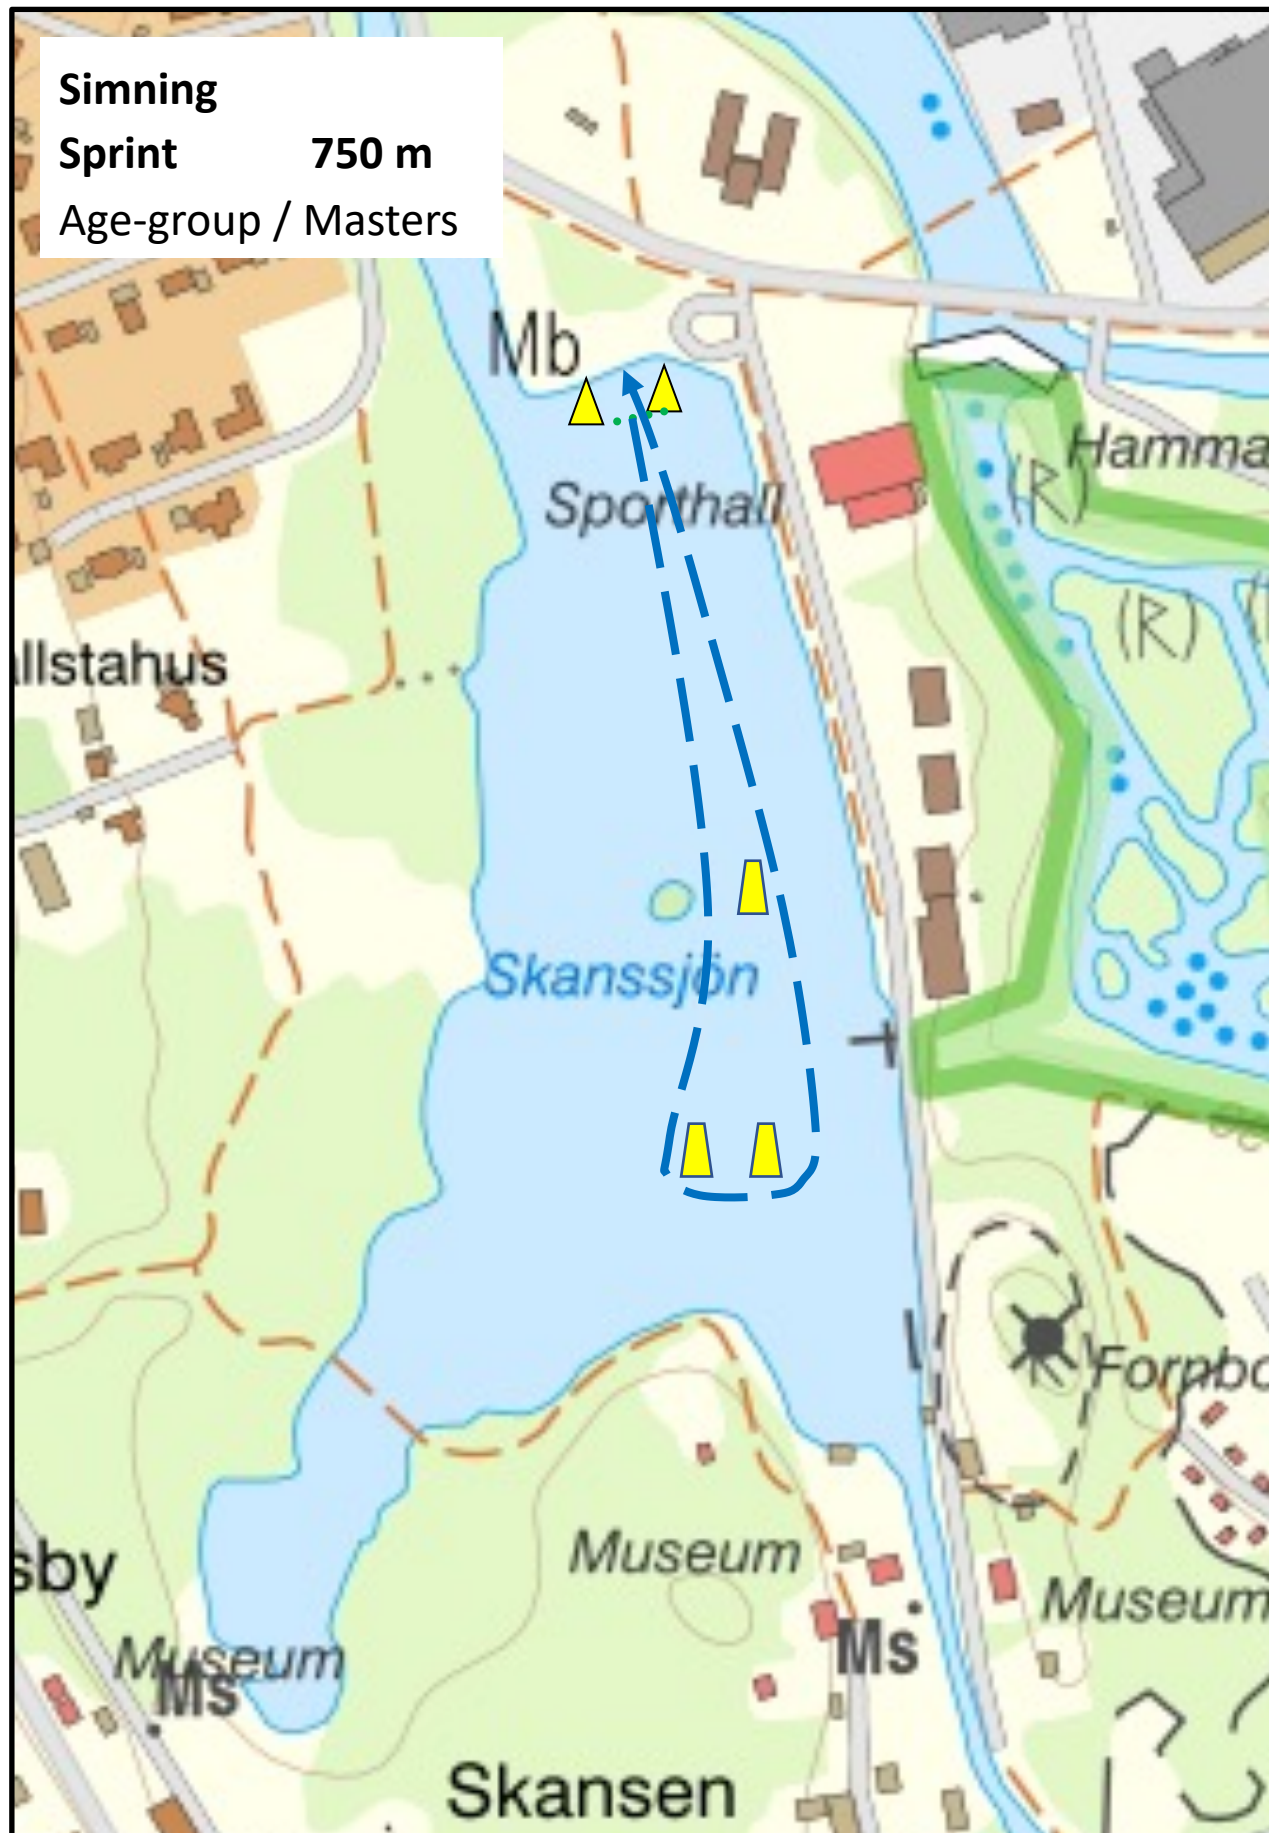 Simning
Sprint 750 m
Age-group / Masters
Mb
Sporthall
Hamma
(R)
(R)
llstahus
Skanssjön
Fornbo
sby
Museum
Museum
Museum
Ms
Ms
Skansen